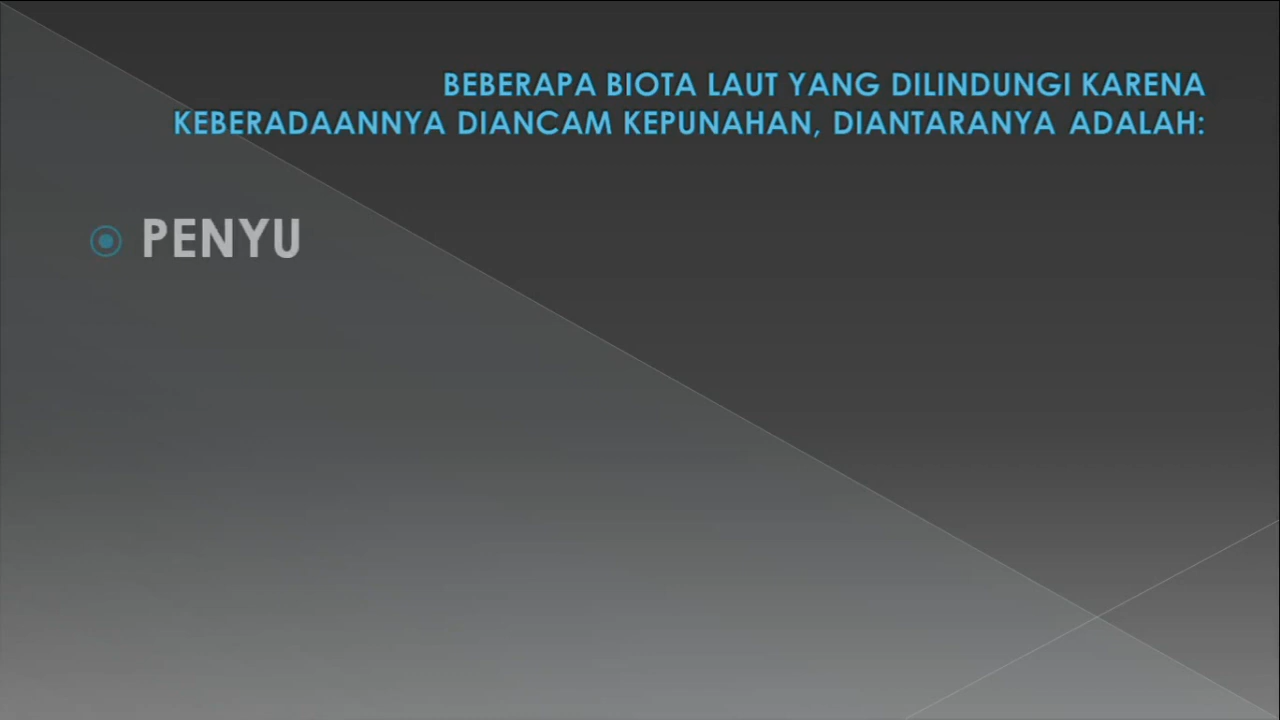 BEBERAPA BIOTA LAUT YANG DILINDUNGI KARENA
KEBERADAANNYA DIANCAM KEPUNAHAN, DIANTARANYA ADALAH:
PENYU